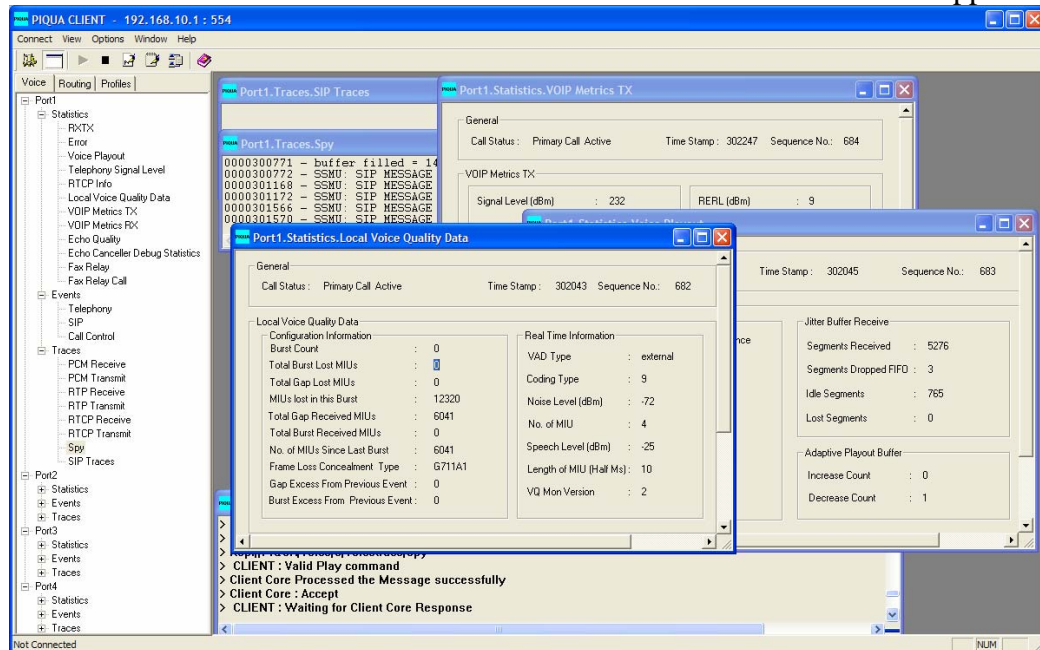 PIQUA CLIENT - 192.168.10.1 : 554
Connect View Options Window Help
Voice Routing Profiles
Port1
Statistics
RXTX
Error
Voice Playout
Telephony Signal Level
RTCP Info
Local Voice Quality Data
VOIP Metrics TX
VOIP Metrics RX
Echo Quality
Echo Canceller Debug Statistics
Fax Relay
Fax Relay Call
Events
Telephony
SIP
Call Control
Traces
PCM Receive
PCM Transmit
RTP Receive
RTP Transmit
RTCP Receive
RTCP Transmit
Spy
SIP Traces
Port2
Statistics
Events
Traces
Port3
Statistics
Events
Traces
Port4
Statistics
Events
Traces
Port1.Traces.SIP Traces
Port1.Traces.Spy
0000300771 - buffer filled = 14
0000300772 - SSMU: SIP MESSAGE
0000301168 - SSMU: SIP MESSAGE
0000301172 - SSMU: SIP MESSAGE
0000301566 - SSMU: SIP MESSAGE
0000301570 - SSMU: SIP MESSAGE
Port1.Statistics.VOIP Metrics TX
General
Call Status : Primary Call Active Time Stamp : 302247 Sequence No.: 684
VOIP Metrics TX
Signal Level (dBm) : 232 RERL (dBm) : 9
Port1.Statistics.Voice Playout
Time Stamp : 302045 Sequence No.: 683
Jitter Buffer Receive
Segments Received : 5276
Segments Dropped FIFO : 3
Idle Segments : 765
Lost Segments : 0
Adaptive Playout Buffer
Increase Count : 0
Decrease Count : 1
Port1.Statistics.Local Voice Quality Data
General
Call Status : Primary Call Active Time Stamp : 302043 Sequence No.: 682
Local Voice Quality Data
Configuration Information
Burst Count : 0
Total Burst Lost MIUs : 0
Total Gap Lost MIUs : 0
MIUs lost in this Burst : 12320
Total Gap Received MIUs : 6041
Total Burst Received MIUs : 0
No. of MIUs Since Last Burst : 6041
Frame Loss Concealment Type : G711A1
Gap Excess From Previous Event : 0
Burst Excess From Previous Event : 0
Real Time Information
VAD Type : external
Coding Type : 9
Noise Level (dBm) : -72
No. of MIU : 4
Speech Level (dBm) : -25
Length of MIU (Half Ms) : 10
VQ Mon Version : 2
> CLIENT : Valid Play command
> Client Core Processed the Message successfully
> Client Core : Accept
> CLIENT : Waiting for Client Core Response
Not Connected NUM